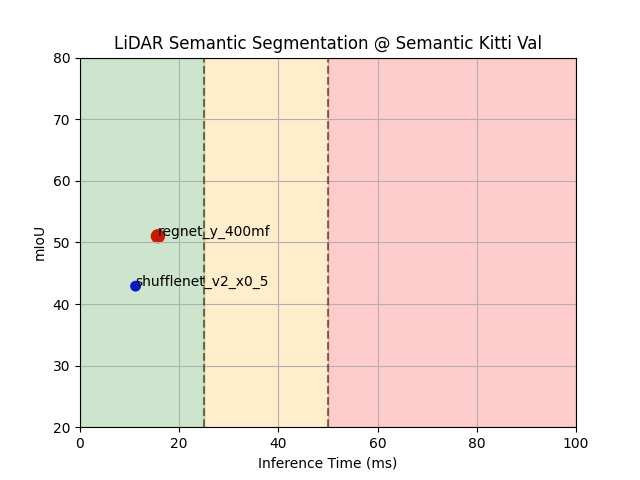 LiDAR Semantic Segmentation @ Semantic Kitti Val
80
70
60
50
40
30
20
mIoU
regnet_y_400mf
shufflenet_v2_x0_5
0 20 40 60 80 100
Inference Time (ms)